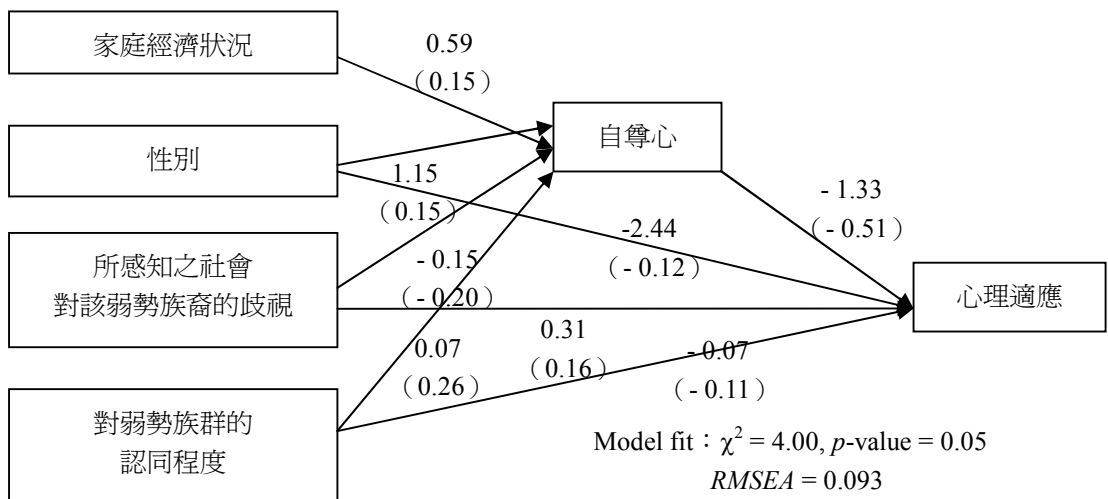 家庭經濟狀況
0.59
（0.15）
自尊心
性別
1.15
（0.15）
- 1.33
（- 0.51）
-2.44
（- 0.12）
所感知之社會
對該弱勢族裔的歧視
- 0.15
（- 0.20）
心理適應
0.31
（0.16）
0.07
（0.26）
- 0.07
（- 0.11）
對弱勢族群的
認同程度
Model fit：χ² = 4.00, p-value = 0.05
RMSEA = 0.093